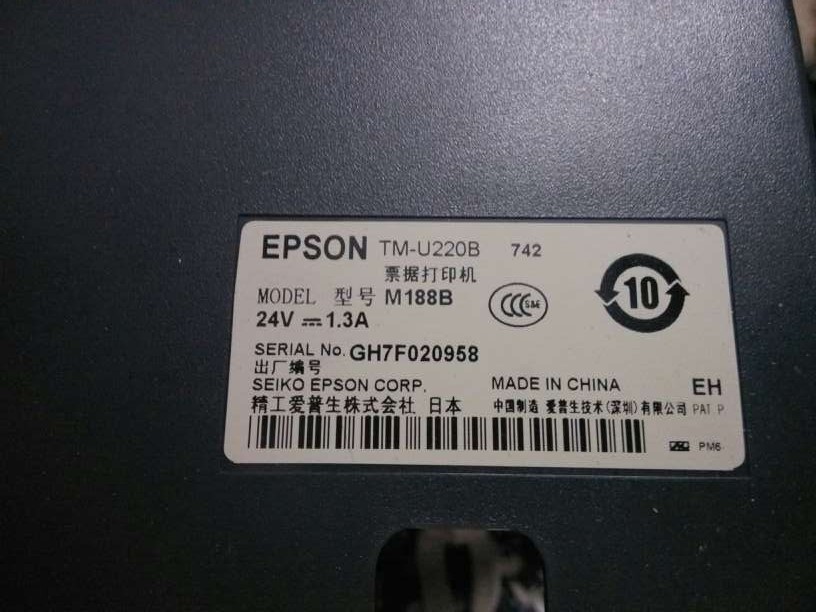 EPSON TM-U220B 742
票据打印机
MODEL 型号 M188B
CCC S&E
10
24V 1.3A
SERIAL No. GH7F020958
出厂编号
SEIKO EPSON CORP. MADE IN CHINA EH
精工爱普生株式会社 日本 中国制造 爱普生技术(深圳)有限公司 PAT P
PM6